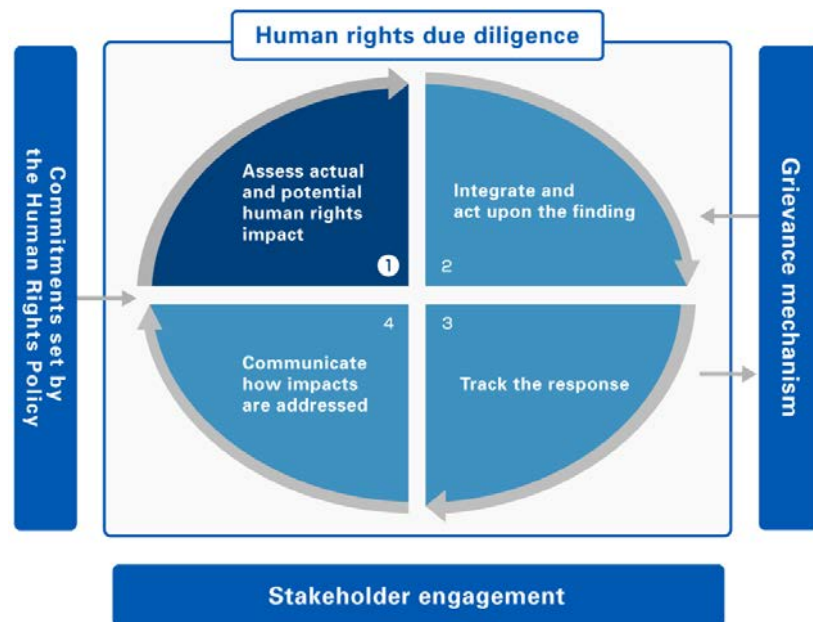 Human rights due diligence
Commitments set by
the Human Rights Policy
Assess actual
and potential
human rights
impact
1
Integrate and
act upon the finding
2
3
Track the response
4
Communicate
how impacts
are addressed
Grievance mechanism
Stakeholder engagement